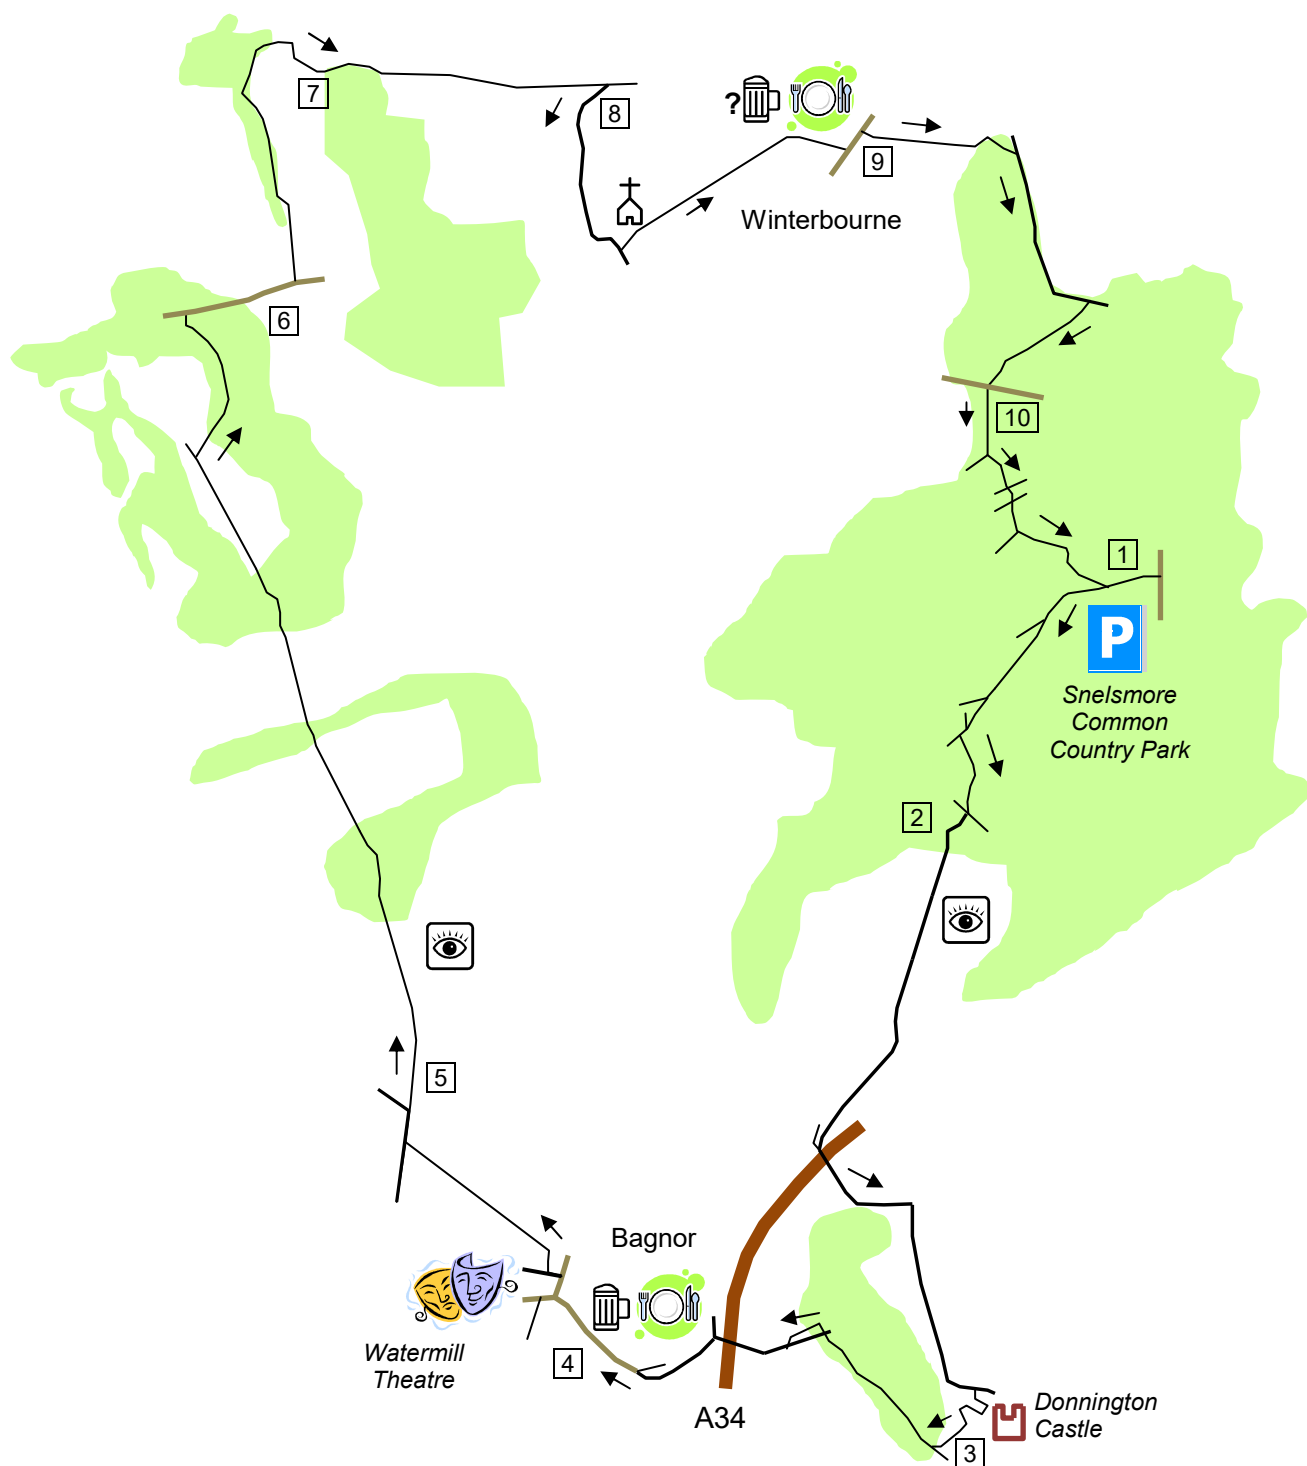 7
8
?
9
Winterbourne
6
10
1
P
Snelsmore
Common
Country Park
2
5
Bagnor
Watermill
Theatre
4
A34
Donnington
Castle
3